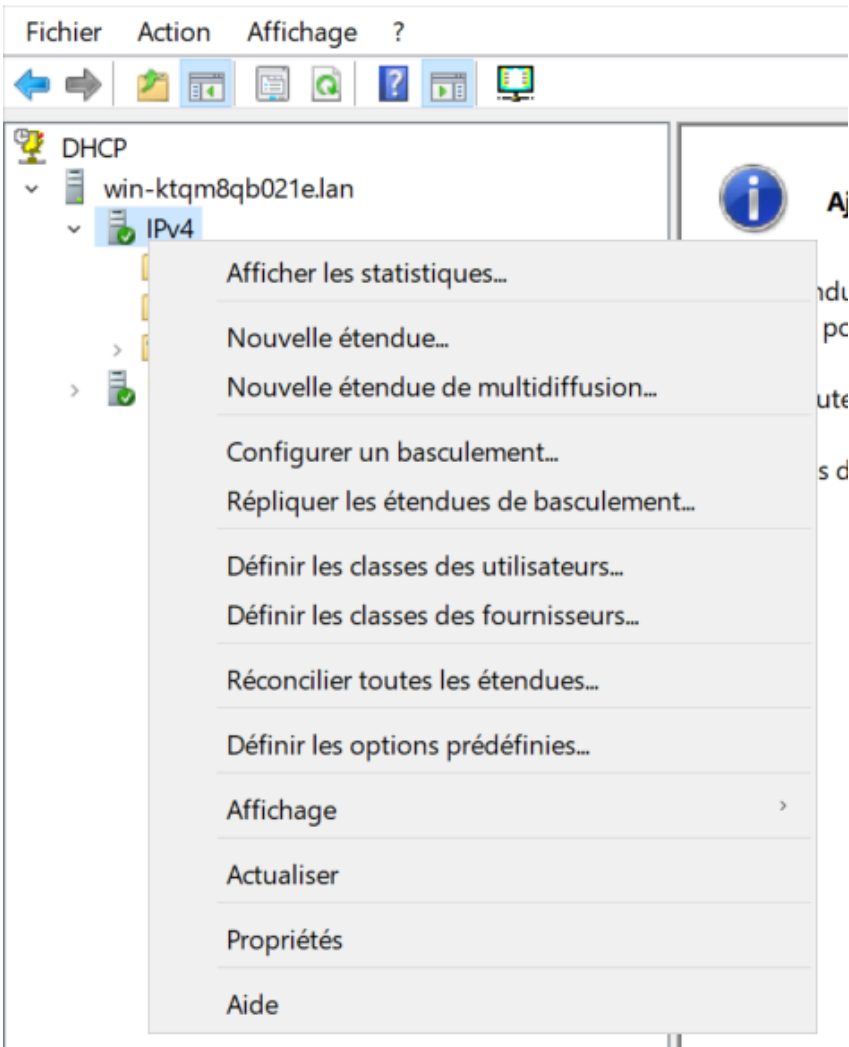 Fichier Action Affichage ?
DHCP
win-ktqm8qb021e.lan
IPv4
Afficher les statistiques...
Nouvelle étendue...
Nouvelle étendue de multidiffusion...
Configurer un basculement...
Répliquer les étendues de basculement...
Définir les classes des utilisateurs...
Définir les classes des fournisseurs...
Réconcilier toutes les étendues...
Définir les options prédéfinies...
Affichage
Actualiser
Propriétés
Aide